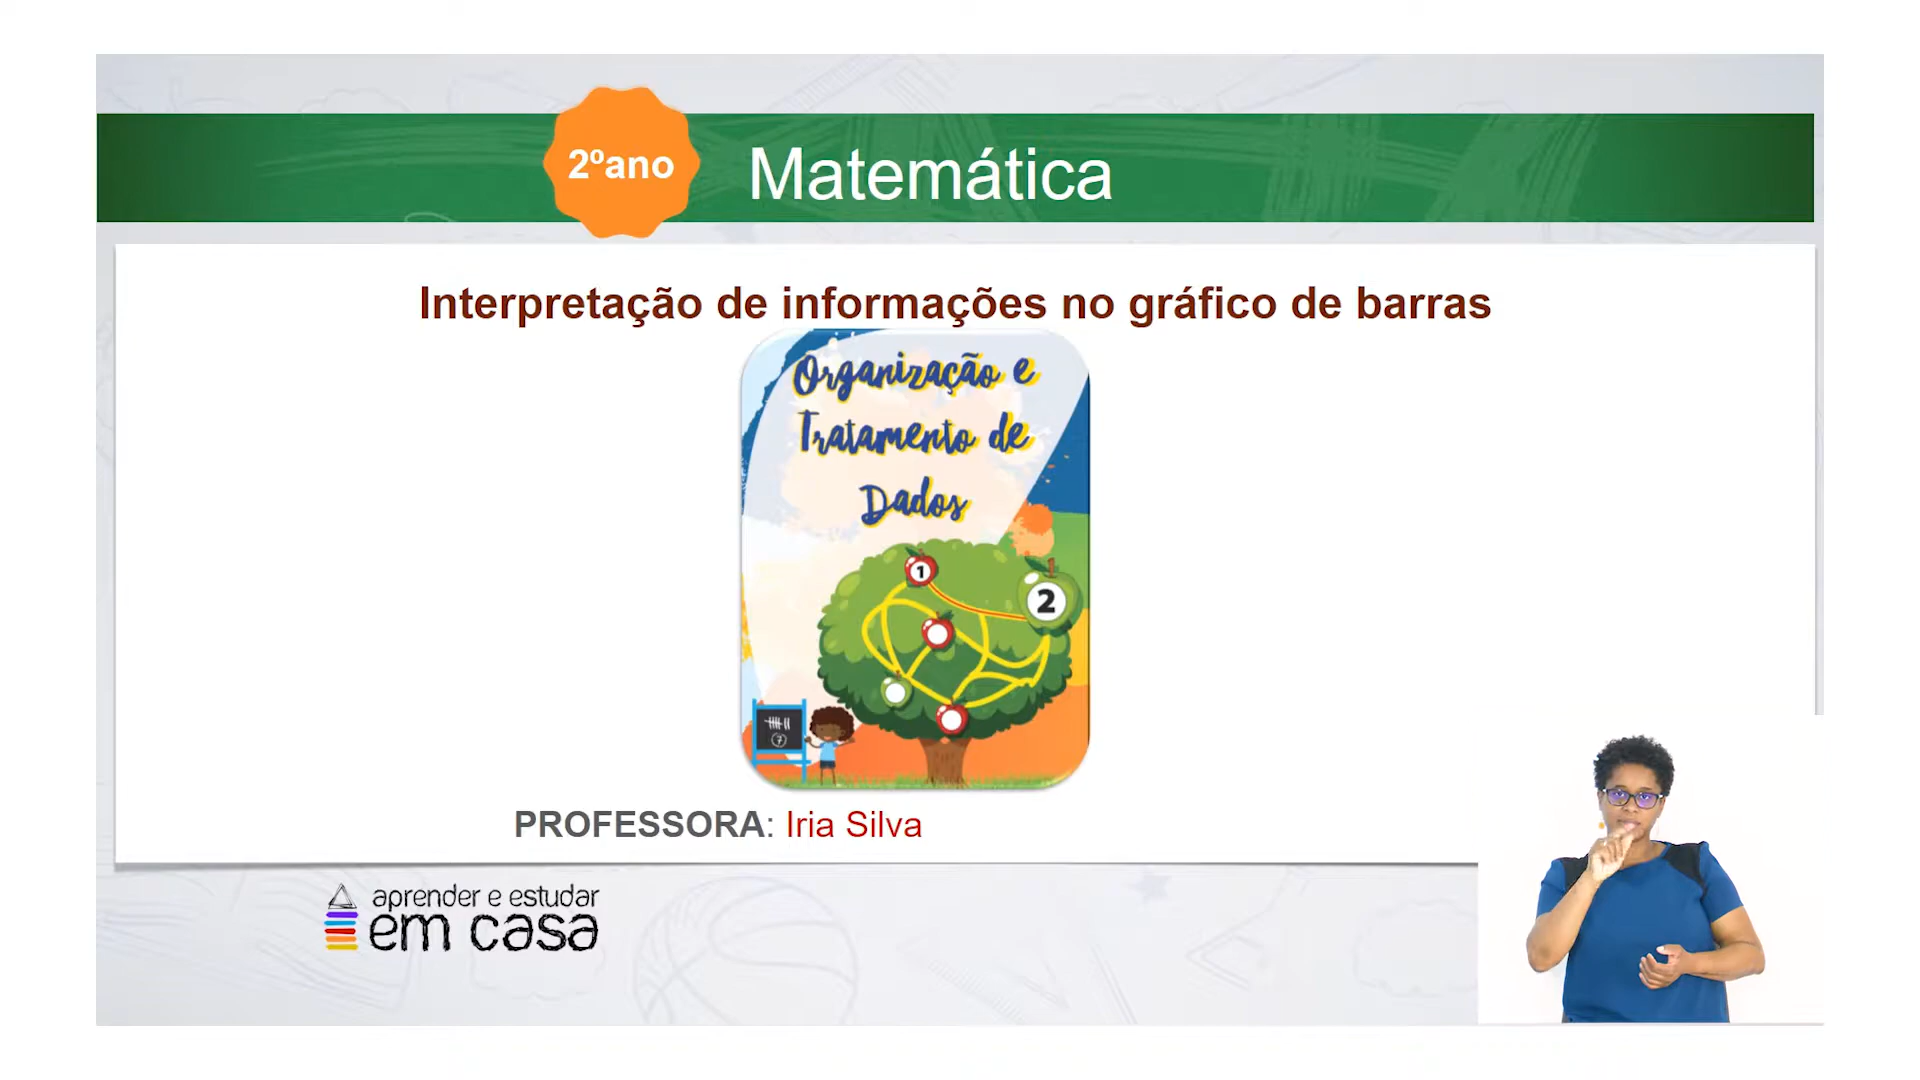 2ºano
Matemática
Interpretação de informações no gráfico de barras
Organização e
Tratamento de
Dados
1
2
7
PROFESSORA: Iria Silva
aprender e estudar
em casa